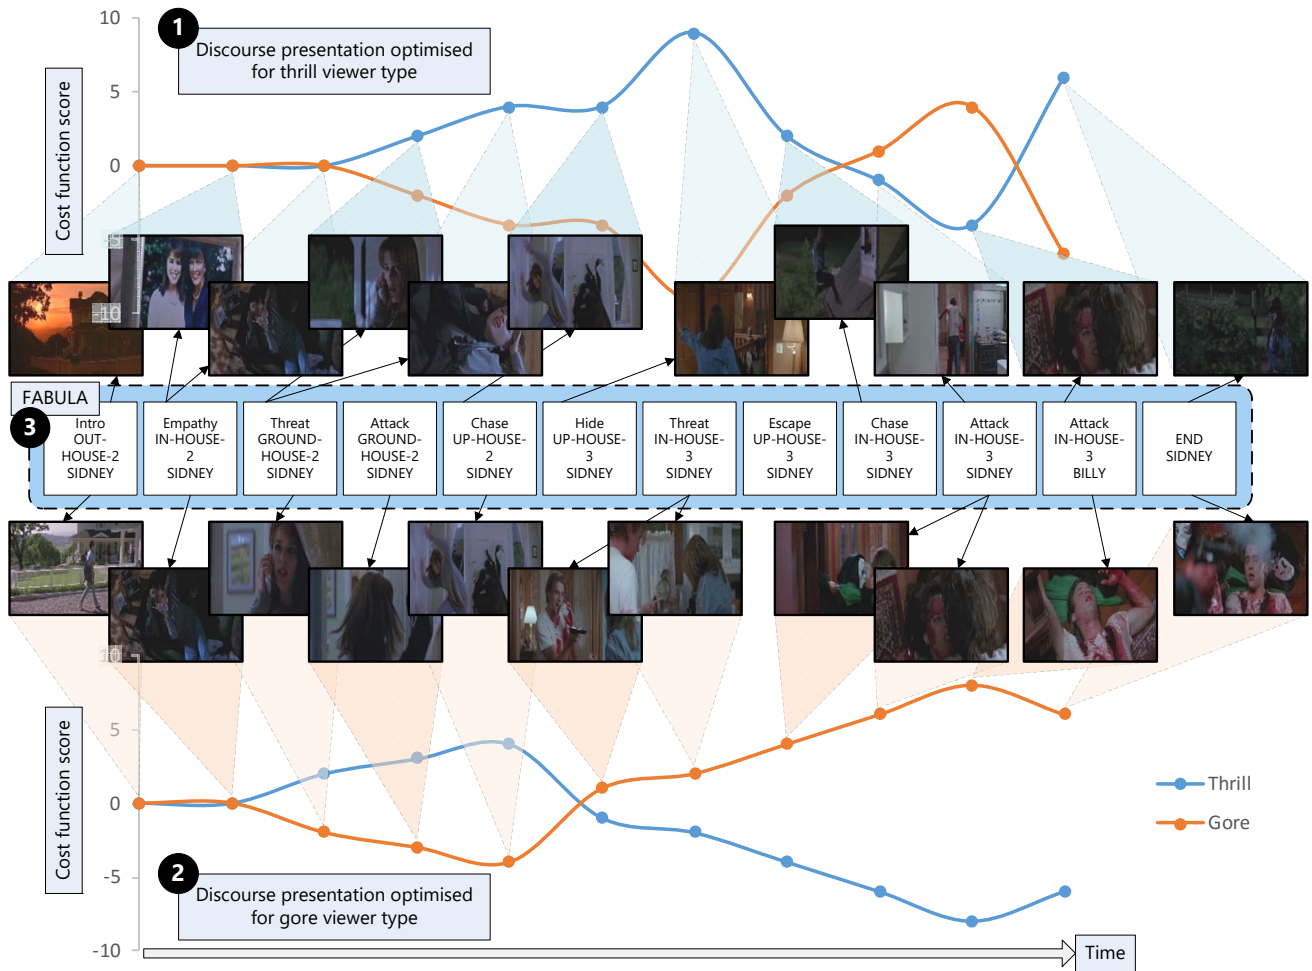 10
1
Discourse presentation optimised
for thrill viewer type
Cost function score
5
0
-5
-10
FABULA
3
Intro
OUT-
HOUSE-2
SIDNEY
Empathy
IN-HOUSE-
2
SIDNEY
Threat
GROUND-
HOUSE-2
SIDNEY
Attack
GROUND-
HOUSE-2
SIDNEY
Chase
UP-HOUSE-
2
SIDNEY
Hide
UP-HOUSE-
3
SIDNEY
Threat
IN-HOUSE-
3
SIDNEY
Escape
UP-HOUSE-
3
SIDNEY
Chase
IN-HOUSE-
3
SIDNEY
Attack
IN-HOUSE-
3
SIDNEY
Attack
IN-HOUSE-
3
BILLY
END
SIDNEY
10
Cost function score
5
0
-5
-10
Thrill
Gore
2
Discourse presentation optimised
for gore viewer type
Time